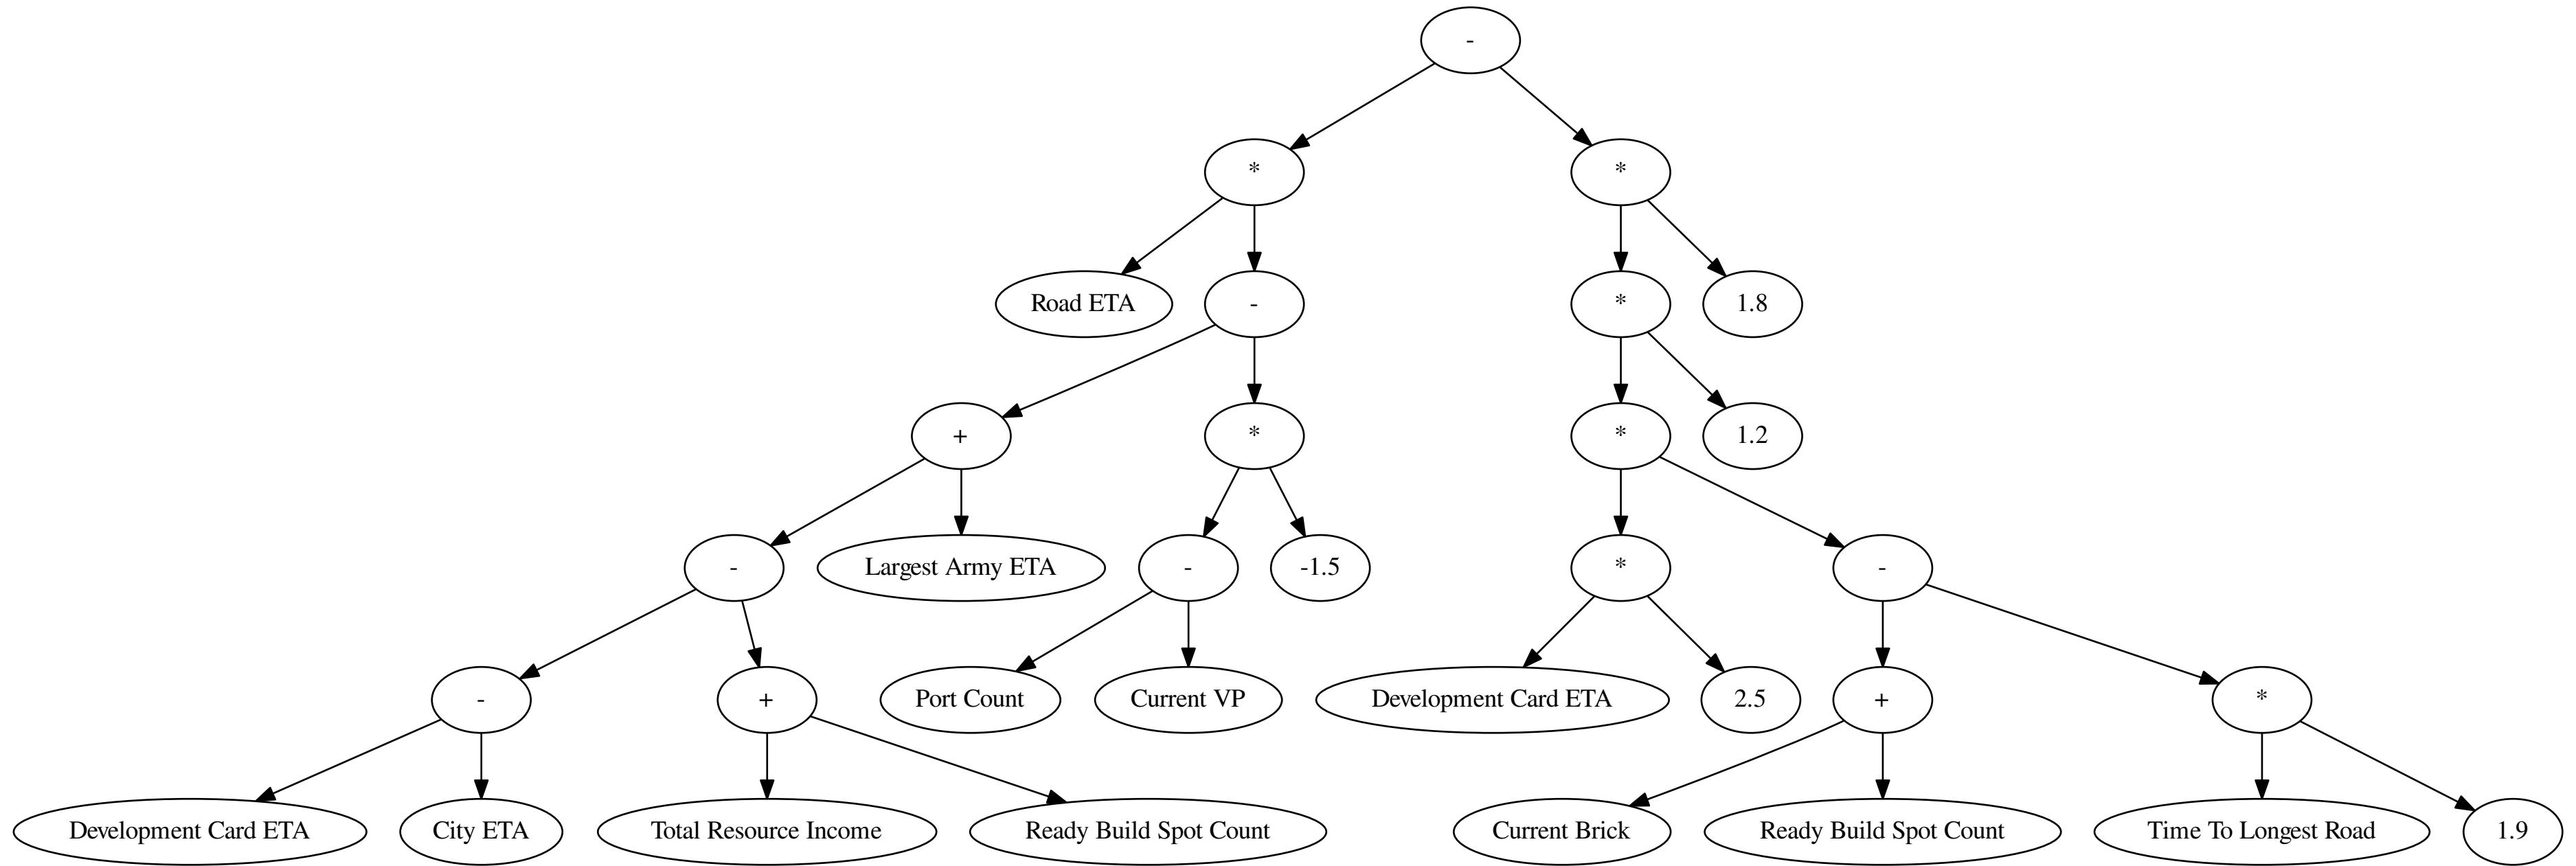 -
*
*
Road ETA
-
*
1.8
+
*
*
1.2
-
Largest Army ETA
-
-1.5
*
-
-
+
Port Count
Current VP
Development Card ETA
2.5
+
*
Development Card ETA
City ETA
Total Resource Income
Ready Build Spot Count
Current Brick
Ready Build Spot Count
Time To Longest Road
1.9